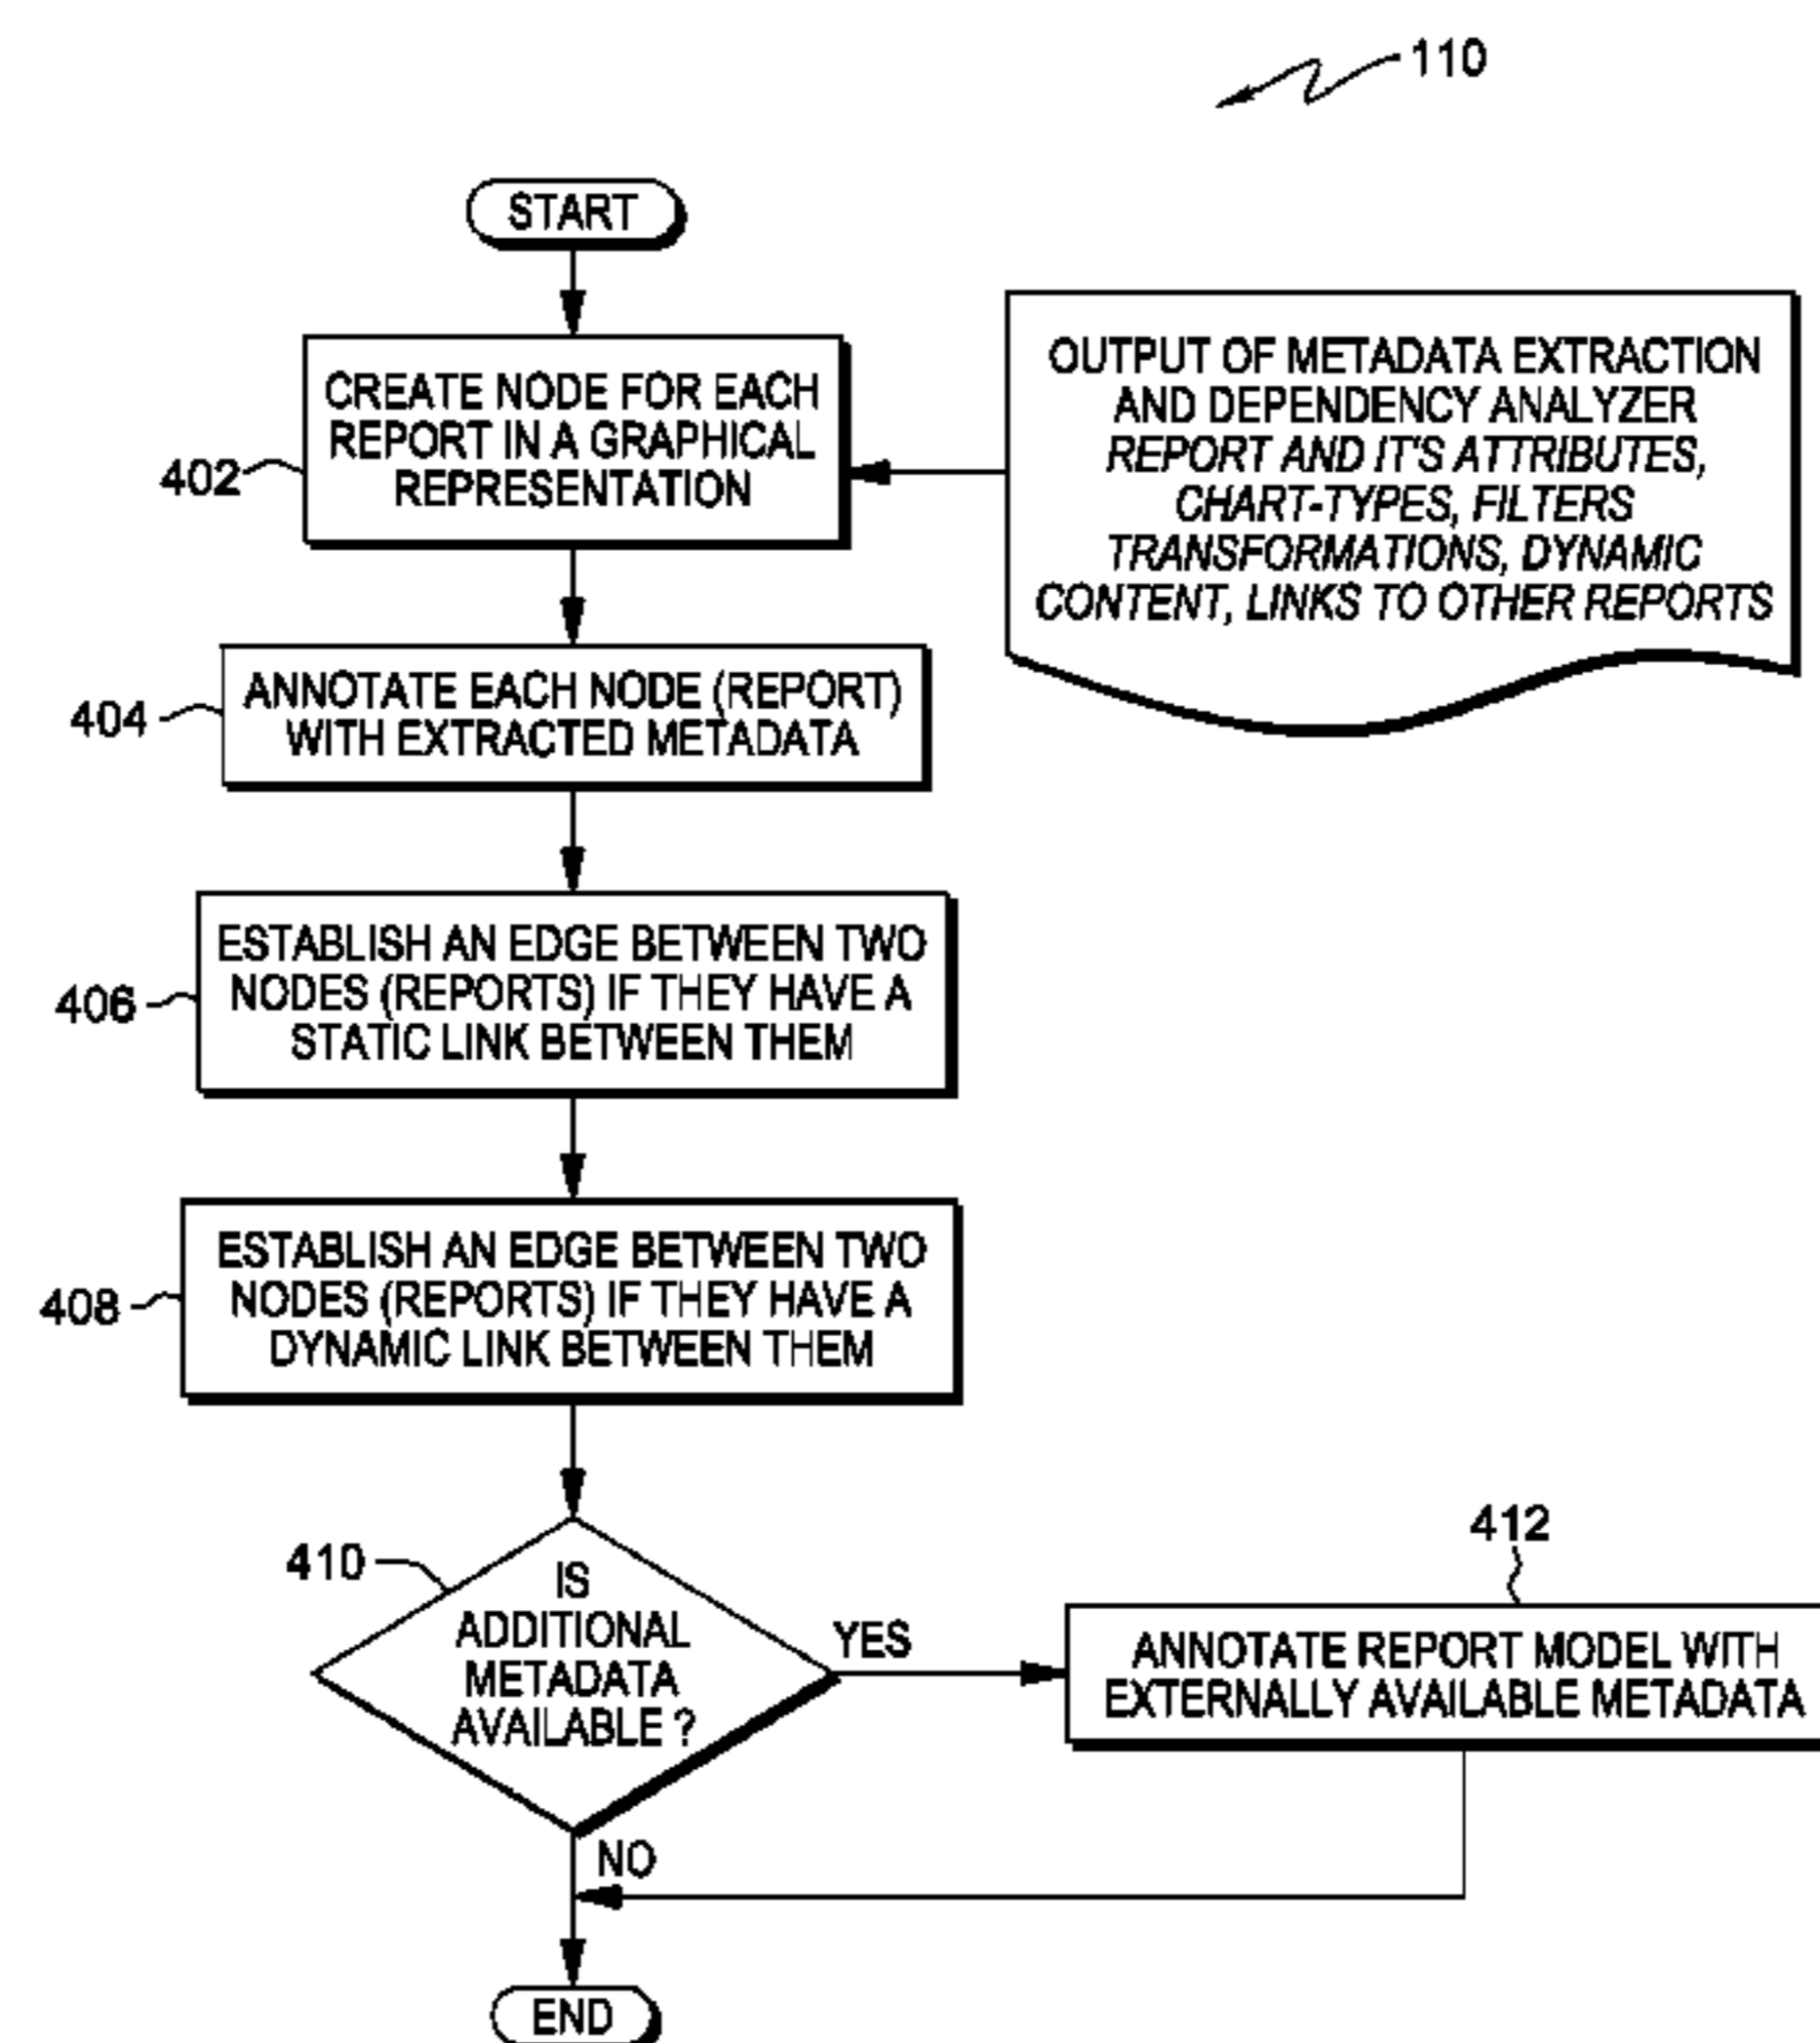 110
START
CREATE NODE FOR EACH
REPORT IN A GRAPHICAL
REPRESENTATION
402
OUTPUT OF METADATA EXTRACTION
AND DEPENDENCY ANALYZER
REPORT AND IT'S ATTRIBUTES,
CHART-TYPES, FILTERS
TRANSFORMATIONS, DYNAMIC
CONTENT, LINKS TO OTHER REPORTS
404
ANNOTATE EACH NODE (REPORT)
WITH EXTRACTED METADATA
406
ESTABLISH AN EDGE BETWEEN TWO
NODES (REPORTS) IF THEY HAVE A
STATIC LINK BETWEEN THEM
408
ESTABLISH AN EDGE BETWEEN TWO
NODES (REPORTS) IF THEY HAVE A
DYNAMIC LINK BETWEEN THEM
410
IS
ADDITIONAL
METADATA
AVAILABLE ?
YES
412
ANNOTATE REPORT MODEL WITH
EXTERNALLY AVAILABLE METADATA
NO
END